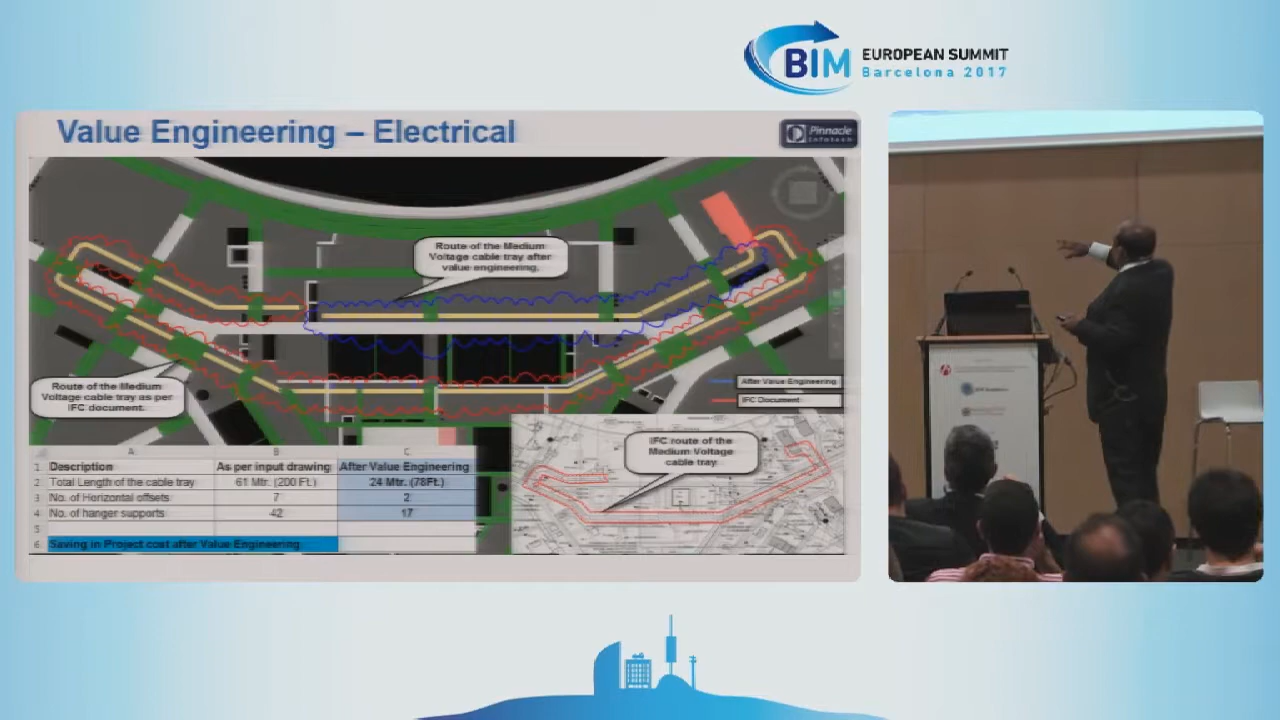 BIM EUROPEAN SUMMIT
Barcelona 2017
Value Engineering – Electrical
Pinnacle
Infotech
Route of the Medium
Voltage cable tray after
value engineering.
Route of the Medium
Voltage cable tray as per
IFC document.
After Value Engineering
IFC Document
IFC route of the
Medium Voltage
cable tray
A B C
1 Description As per input drawing After Value Engineering
2 Total Length of the cable tray 61 Mtr. (200 Ft.) 24 Mtr. (78Ft.)
3 No. of Horizontal offsets 7 2
4 No. of hanger supports 42 17
5
6 Saving in Project cost after Value Engineering